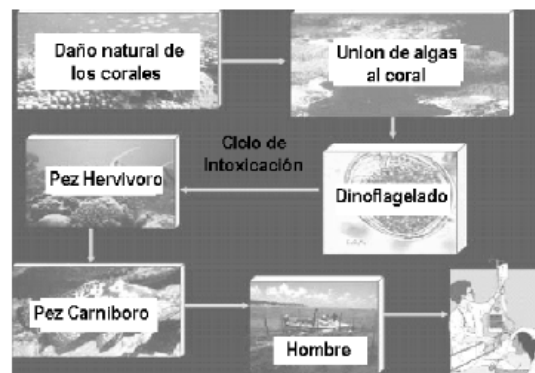 Daño natural de
los corales
Union de algas
al coral
Ciclo de
Intoxicación
Pez Hervivoro
Dinoflagelado
Pez Carniboro
Hombre